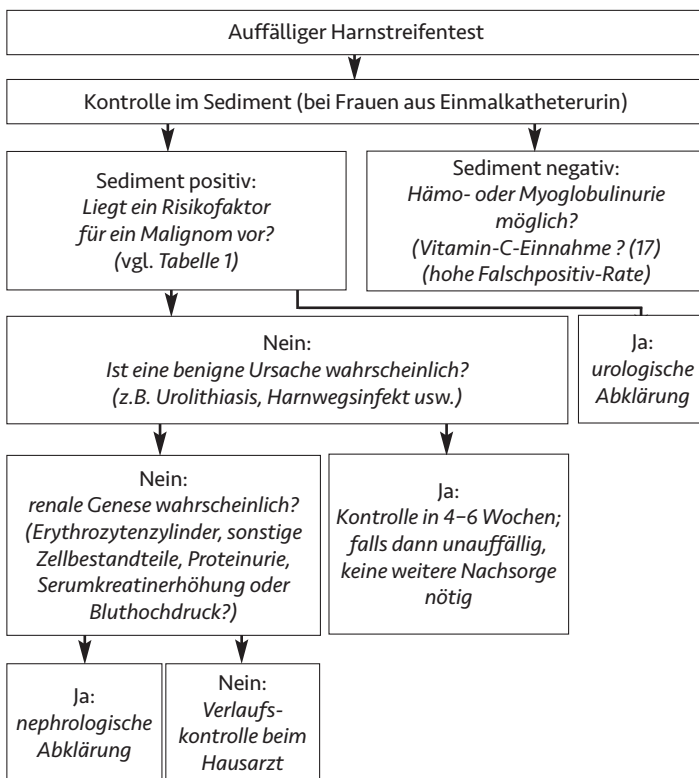 Auffälliger Harnstreifentest
Kontrolle im Sediment (bei Frauen aus Einmalkatheterurin)
Sediment positiv:
Liegt ein Risikofaktor
für ein Malignom vor?
(vgl. Tabelle 1)
Sediment negativ:
Hämo- oder Myoglobulinurie
möglich?
(Vitamin-C-Einnahme ? (17)
(hohe Falschpositiv-Rate)
Nein:
Ist eine benigne Ursache wahrscheinlich?
(z.B. Urolithiasis, Harnwegsinfekt usw.)
Ja:
urologische
Abklärung
Nein:
renale Genese wahrscheinlich?
(Erythrozytenzylinder, sonstige
Zellbestandteile, Proteinurie,
Serumkreatinerhöhung oder
Bluthochdruck?)
Ja:
Kontrolle in 4–6 Wochen;
falls dann unauffällig,
keine weitere Nachsorge
nötig
Ja:
nephrologische
Abklärung
Nein:
Verlaufs-
kontrolle beim
Hausarzt